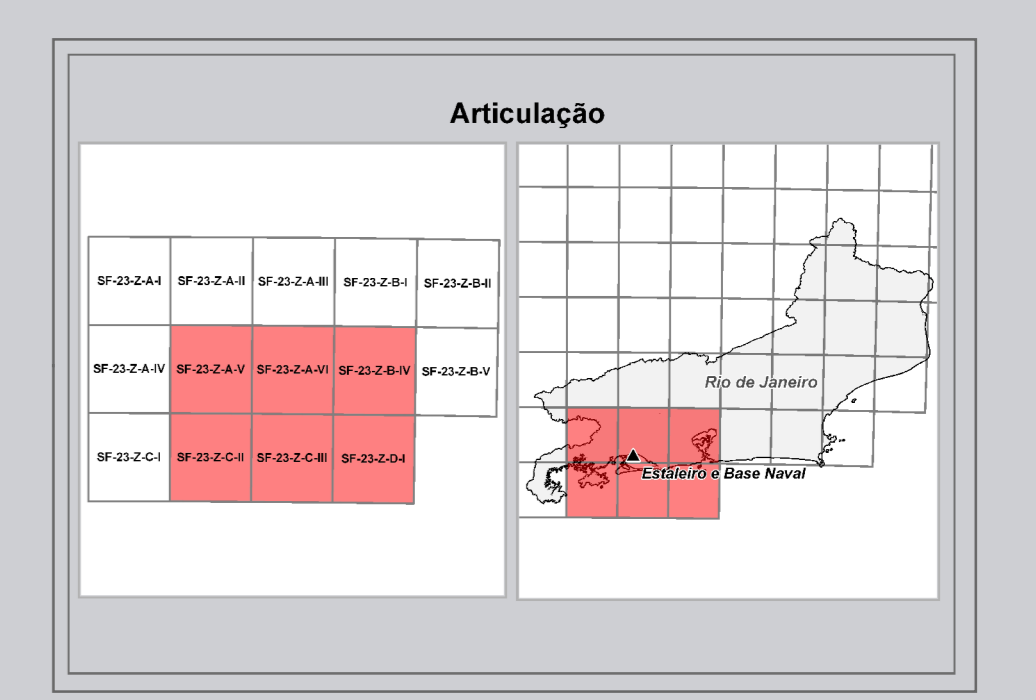 Articulação
SF-23-Z-A-I SF-23-Z-A-II SF-23-Z-A-III SF-23-Z-B-I SF-23-Z-B-II
SF-23-Z-A-IV SF-23-Z-A-V SF-23-Z-A-VI SF-23-Z-B-IV SF-23-Z-B-V
SF-23-Z-C-I SF-23-Z-C-II SF-23-Z-C-III SF-23-Z-D-I
Rio de Janeiro
Estaleiro e Base Naval